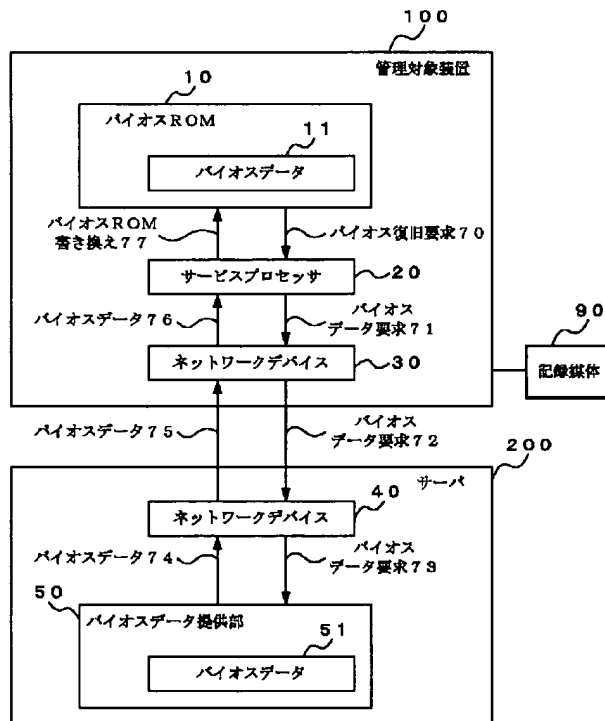 100
管理対象装置
10
バイオスROM
11
バイオスデータ
バイオスROM
書き換え77
バイオス復旧要求70
サービスプロセッサ
20
バイオスデータ76
バイオス
データ要求71
ネットワークデバイス
30
90
記録媒体
バイオスデータ75
バイオス
データ要求72
200
サーバ
40
ネットワークデバイス
バイオスデータ74
バイオス
データ要求73
50
バイオスデータ提供部
51
バイオスデータ